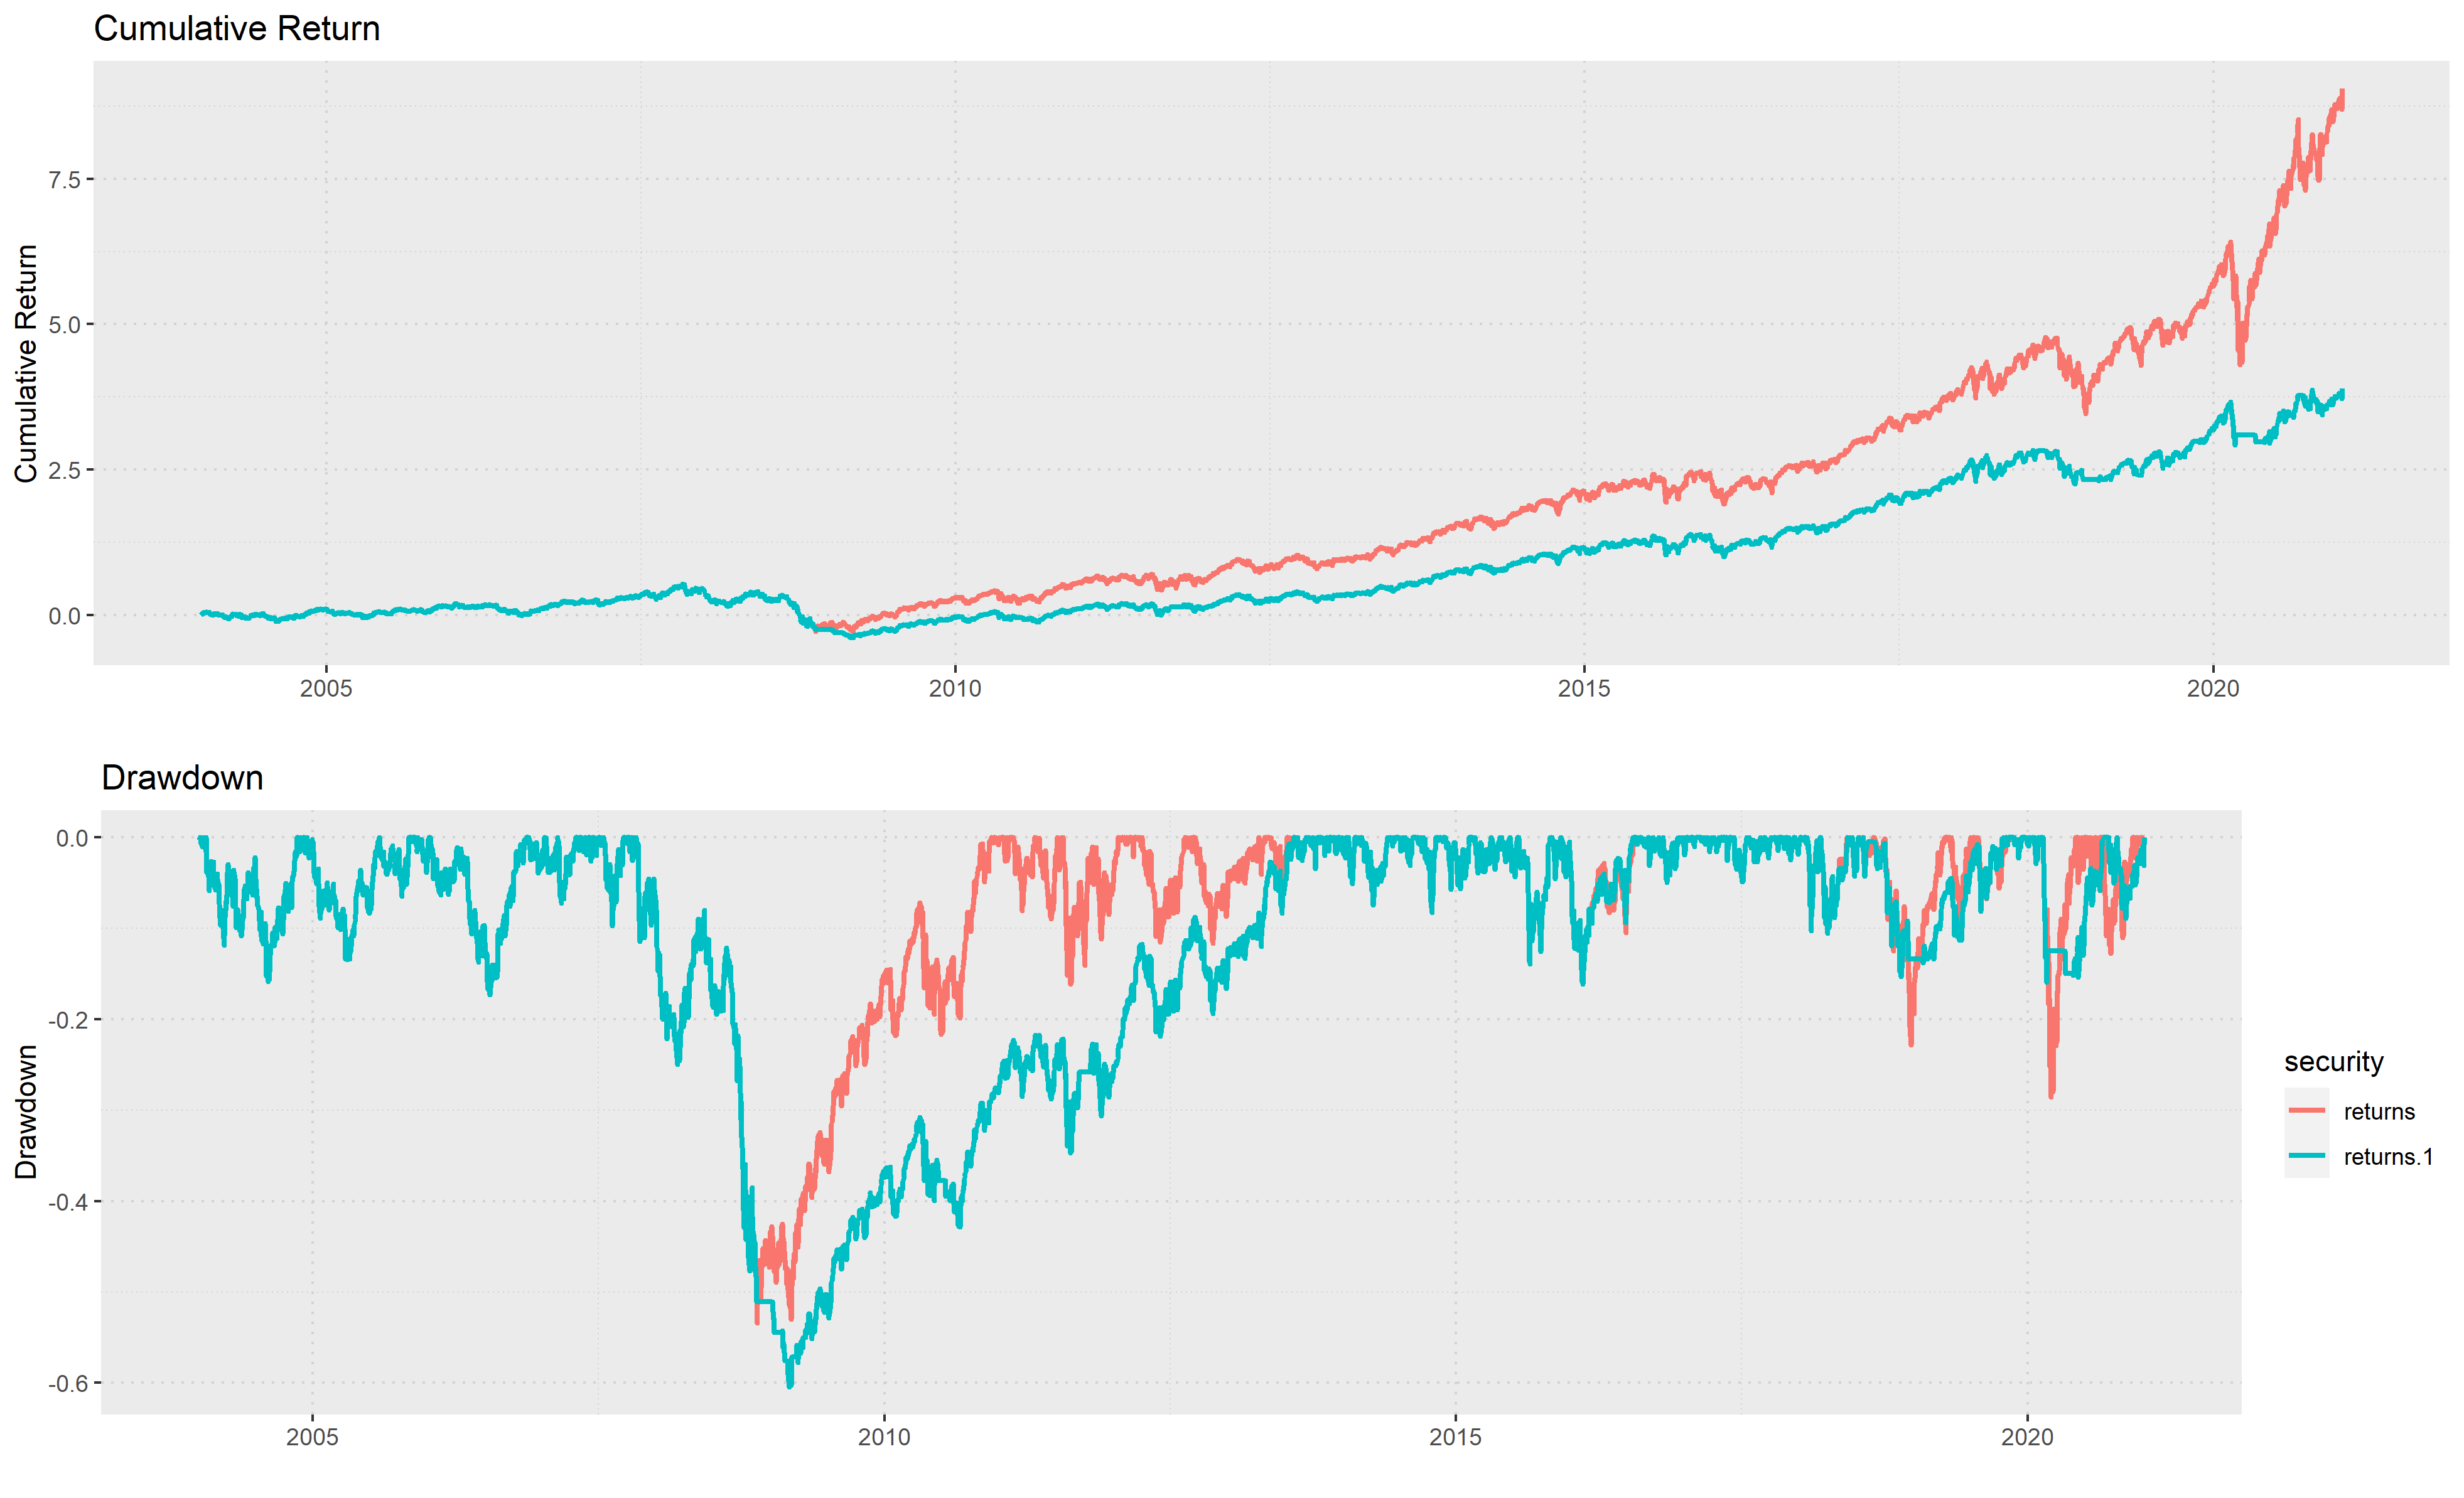 Cumulative Return
Cumulative Return
7.5
5.0
2.5
0.0
2005 2010 2015 2020
Drawdown
Drawdown
0.0
-0.2
-0.4
-0.6
2005 2010 2015 2020
security
returns
returns.1